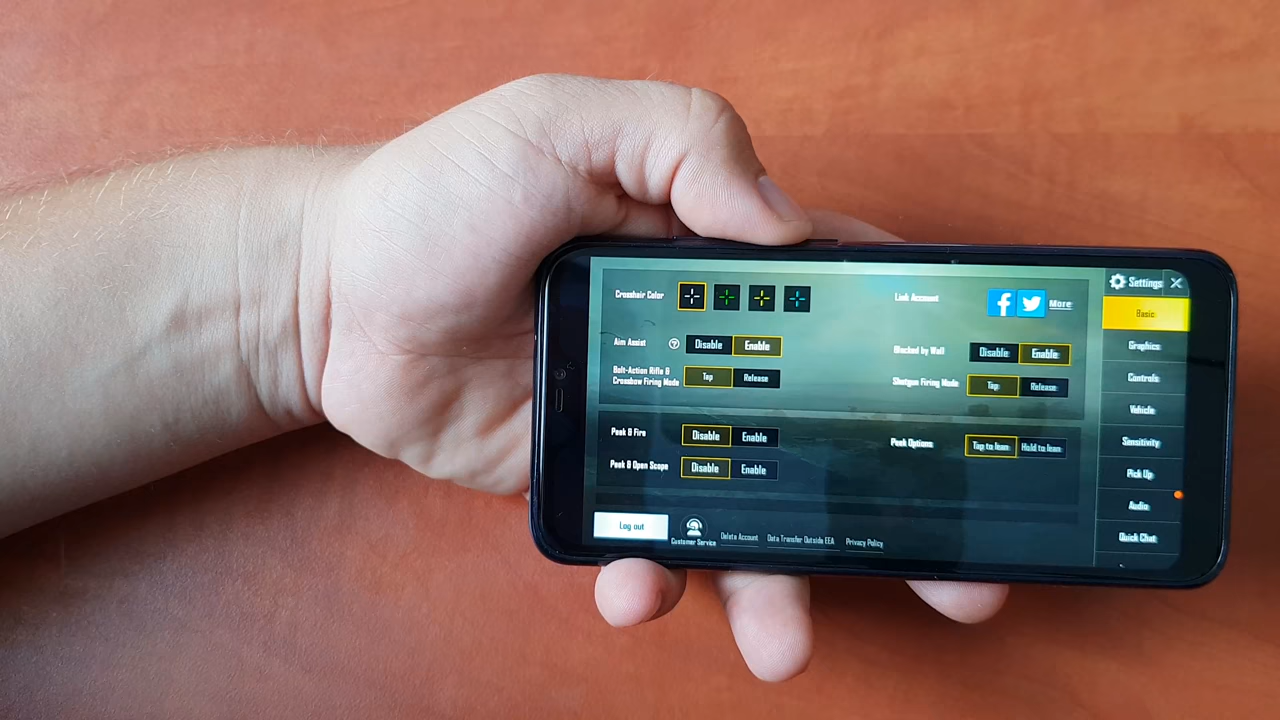 Crosshair Color
Link Account
More
Settings
Basic
Aim Assist
Disable
Enable
Blocked by Wall
Disable
Enable
Graphics
Bolt-Action Rifle &
Crossbow Firing Mode
Tap
Release
Shotgun Firing Mode
Tap
Release
Controls
Vehicle
Peek & Fire
Disable
Enable
Peek Options
Tap to lean
Hold to lean
Sensitivity
Peek & Open Scope
Disable
Enable
Pick Up
Audio
Log out
Customer Service
Delete Account
Data Transfer Outside EEA
Privacy Policy
Quick Chat